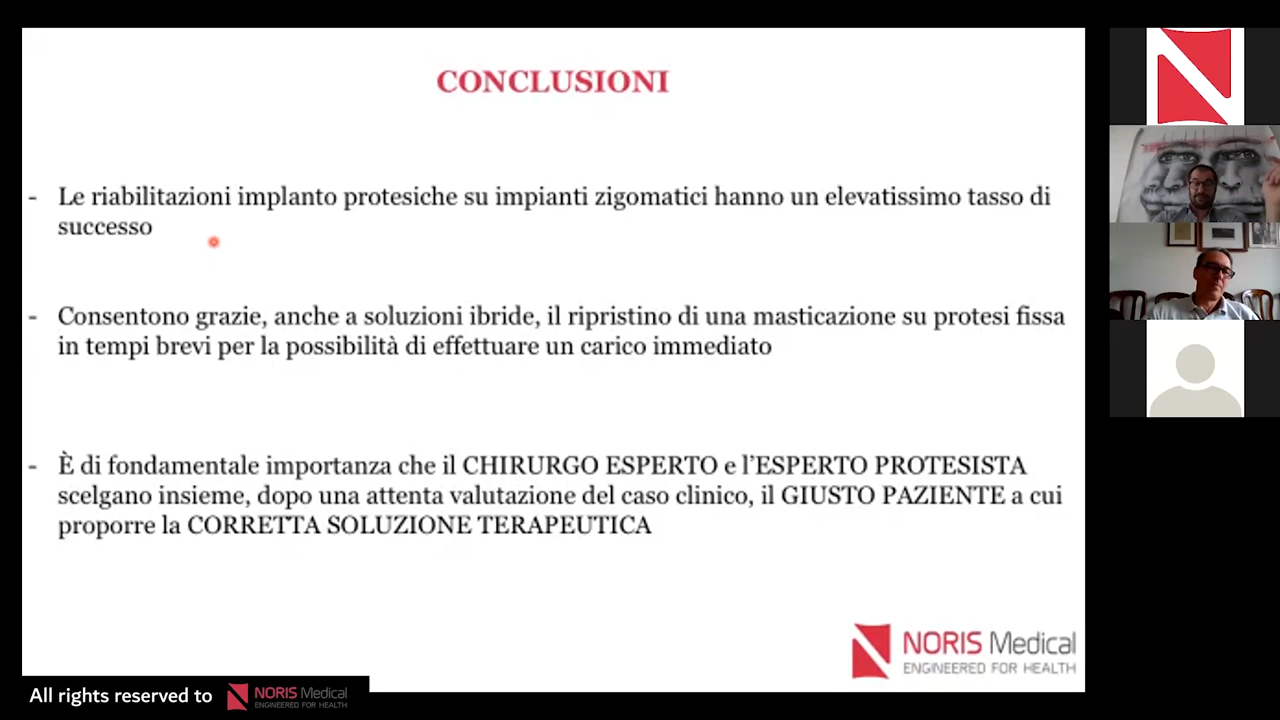 CONCLUSIONI
- Le riabilitazioni implanto protesiche su impianti zigomatici hanno un elevatissimo tasso di
successo
- Consentono grazie, anche a soluzioni ibride, il ripristino di una masticazione su protesi fissa
in tempi brevi per la possibilità di effettuare un carico immediato
- È di fondamentale importanza che il CHIRURGO ESPERTO e l’ESPERTO PROTESISTA
scelgano insieme, dopo una attenta valutazione del caso clinico, il GIUSTO PAZIENTE a cui
proporre la CORRETTA SOLUZIONE TERAPEUTICA
NORIS Medical
ENGINEERED FOR HEALTH
All rights reserved to NORIS Medical
ENGINEERED FOR HEALTH